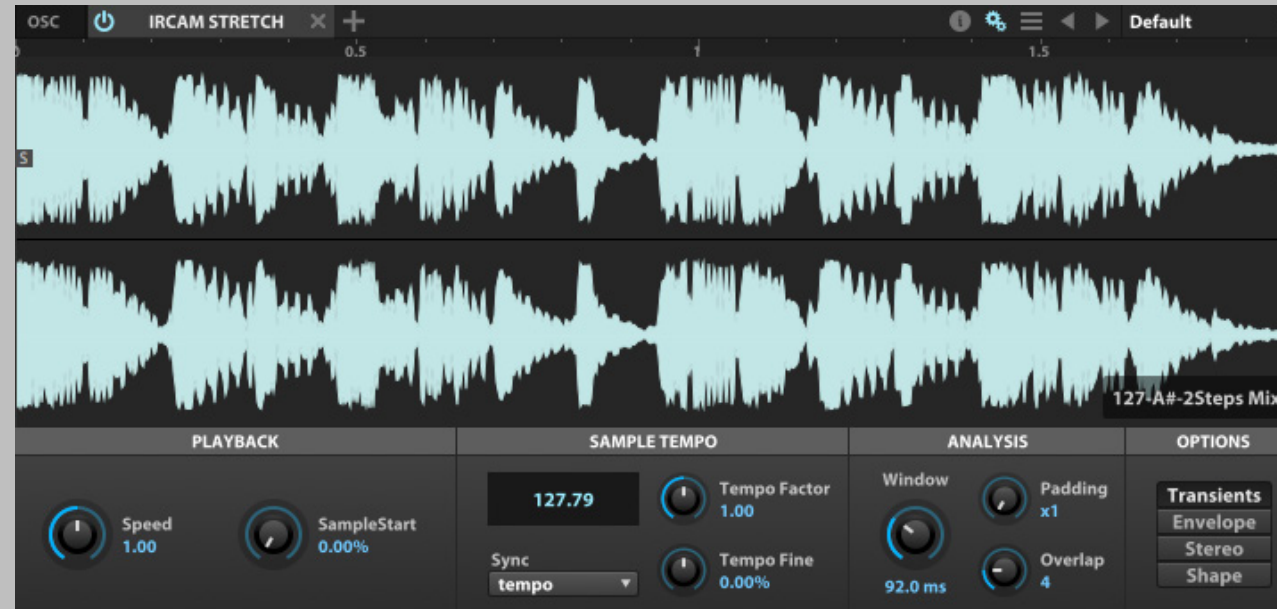 OSC IRCAM STRETCH Default
0 0.5 1 1.5
S
127-A#-2Steps Mix
PLAYBACK SAMPLE TEMPO ANALYSIS OPTIONS
Speed
1.00
SampleStart
0.00%
127.79
Tempo Factor
1.00
Sync
tempo
Tempo Fine
0.00%
Window
92.0 ms
Padding
x1
Overlap
4
Transients
Envelope
Stereo
Shape